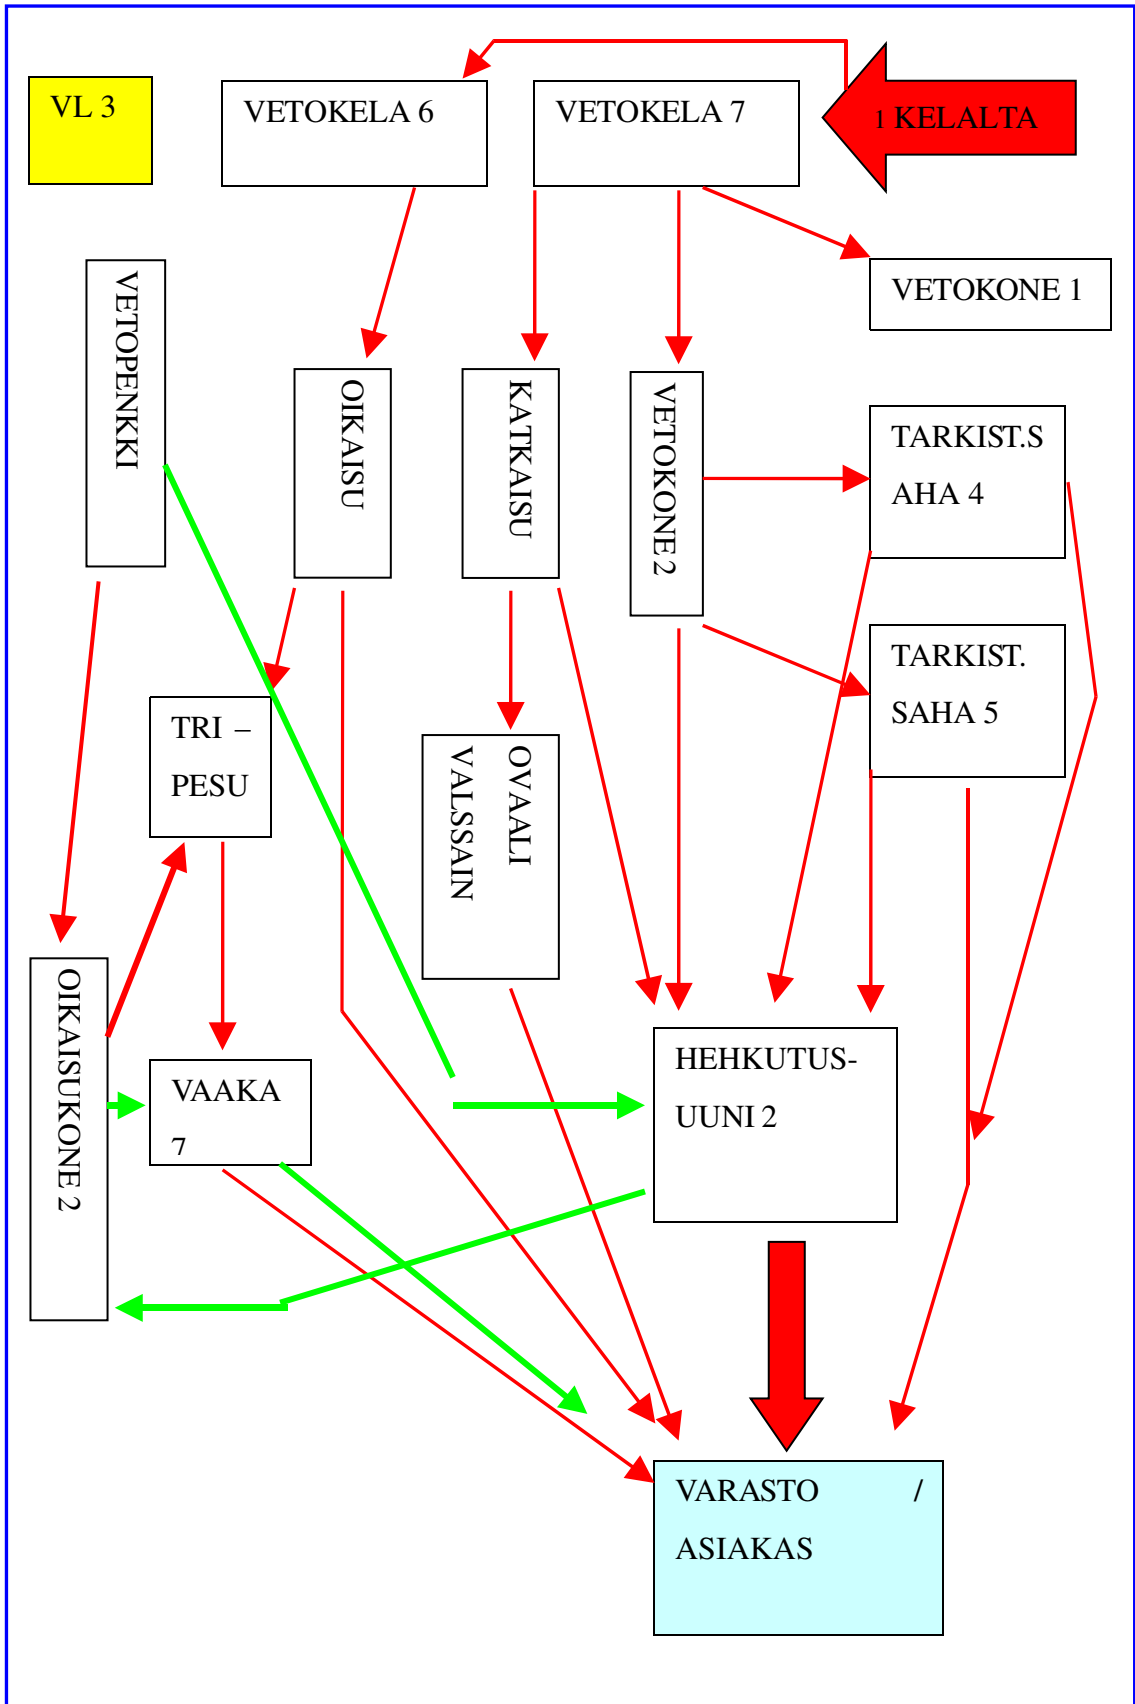 VL 3
VETOKELA 6
VETOKELA 7
1 KELALTA
VETOKONE 1
VETOPENKKI
OIKAISU
KATKAISU
VETOKONE 2
TARKIST.S
AHA 4
TARKIST.
SAHA 5
TRI –
PESU
OVAALI
VALSSAIN
OIKAISUKONE 2
VAAKA
7
HEHKUTUS-
UUNI 2
VARASTO /
ASIAKAS